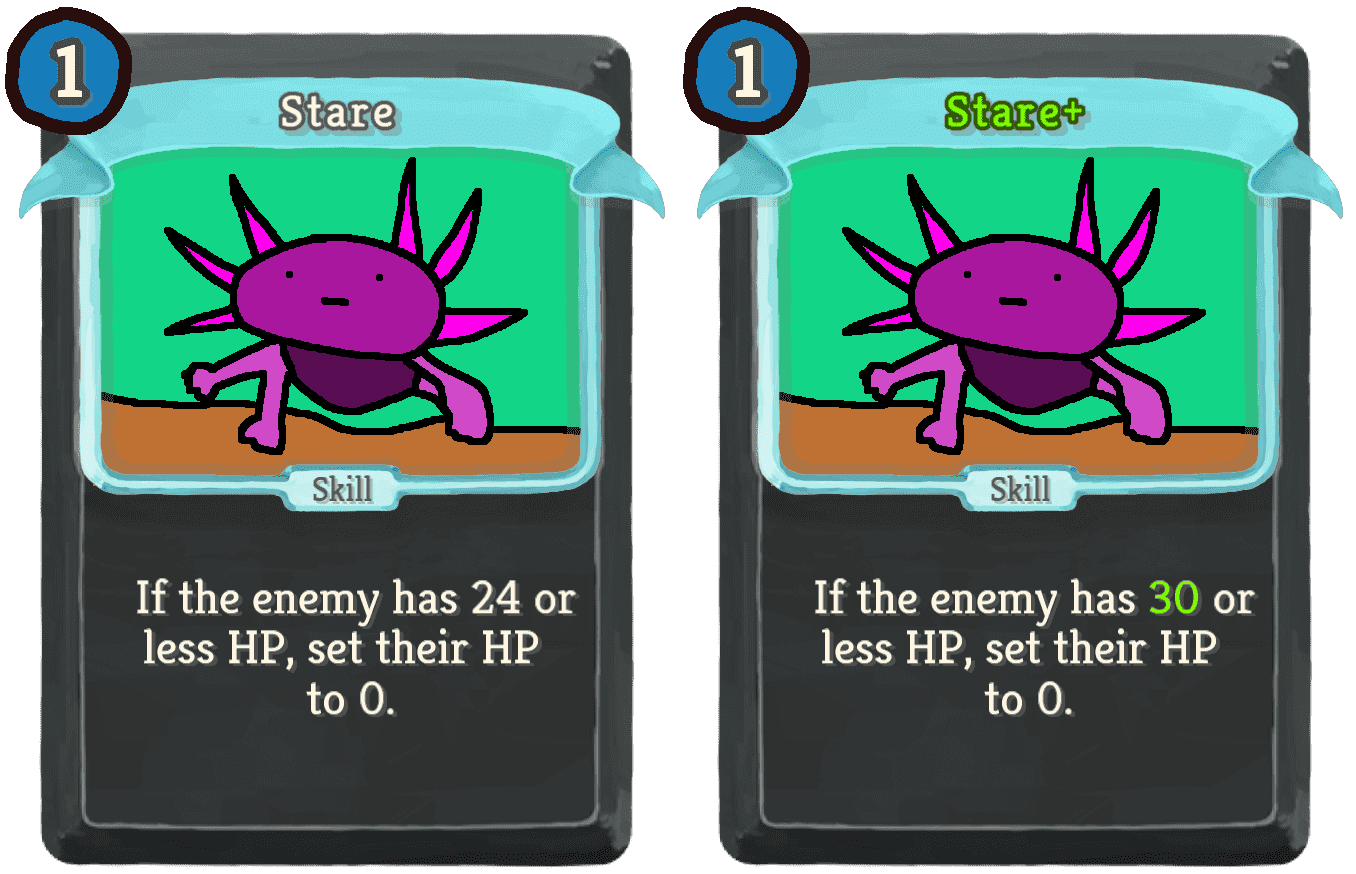 1
Stare
Skill
If the enemy has 24 or
less HP, set their HP
to 0.
1
Stare+
Skill
If the enemy has 30 or
less HP, set their HP
to 0.